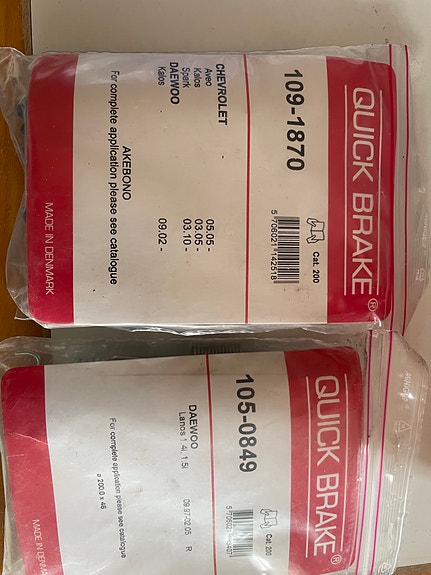 QUICK BRAKE®
109-1870
Cat. 200
5 706021 142518
CHEVROLET
Aveo 05.05-
Kalos 03.05-
Spark 03.10-
DAEWOO
Kalos 09.02-
AKEBONO
For complete application please see catalogue
MADE IN DENMARK
QUICK BRAKE®
105-0849
Cat. 200
DAEWOO
Lanos 1.4i, 1.5i 09.97-02.05 R
For complete application please see catalogue
ø 200.0 x 46
MADE IN DENMA